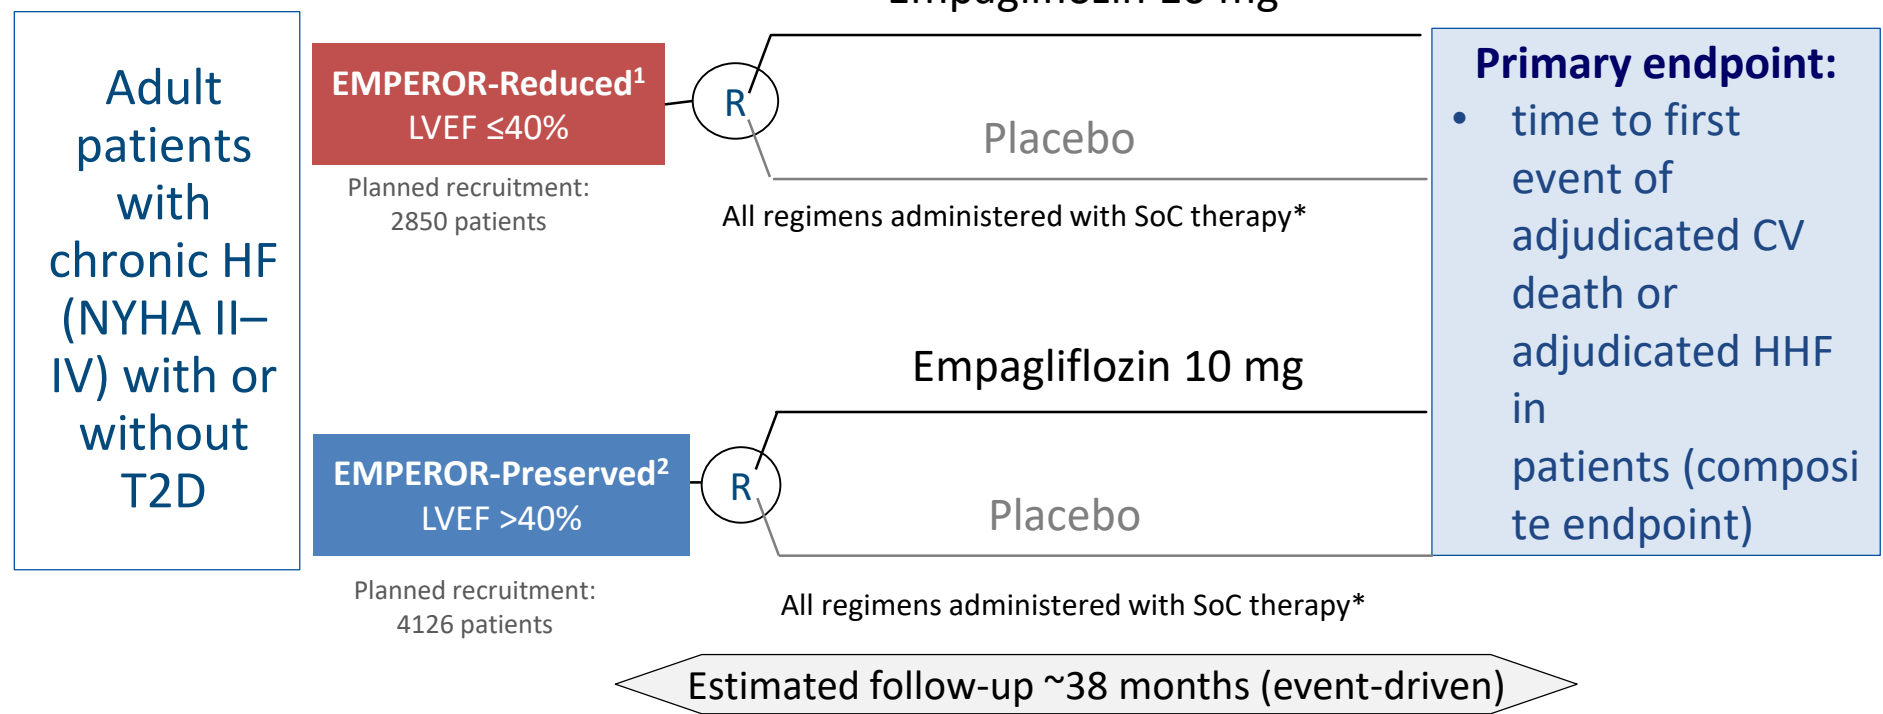 Adult
patients
with
chronic HF
(NYHA II–
IV) with or
without
T2D
EMPEROR-Reduced¹
LVEF ≤40%
Planned recruitment:
2850 patients
R
Empagliflozin 10 mg
Placebo
All regimens administered with SoC therapy*
EMPEROR-Preserved²
LVEF >40%
Planned recruitment:
4126 patients
R
Empagliflozin 10 mg
Placebo
All regimens administered with SoC therapy*
Primary endpoint:
• time to first
event of
adjudicated CV
death or
adjudicated HHF
in
patients (composi
te endpoint)
Estimated follow-up ~38 months (event-driven)